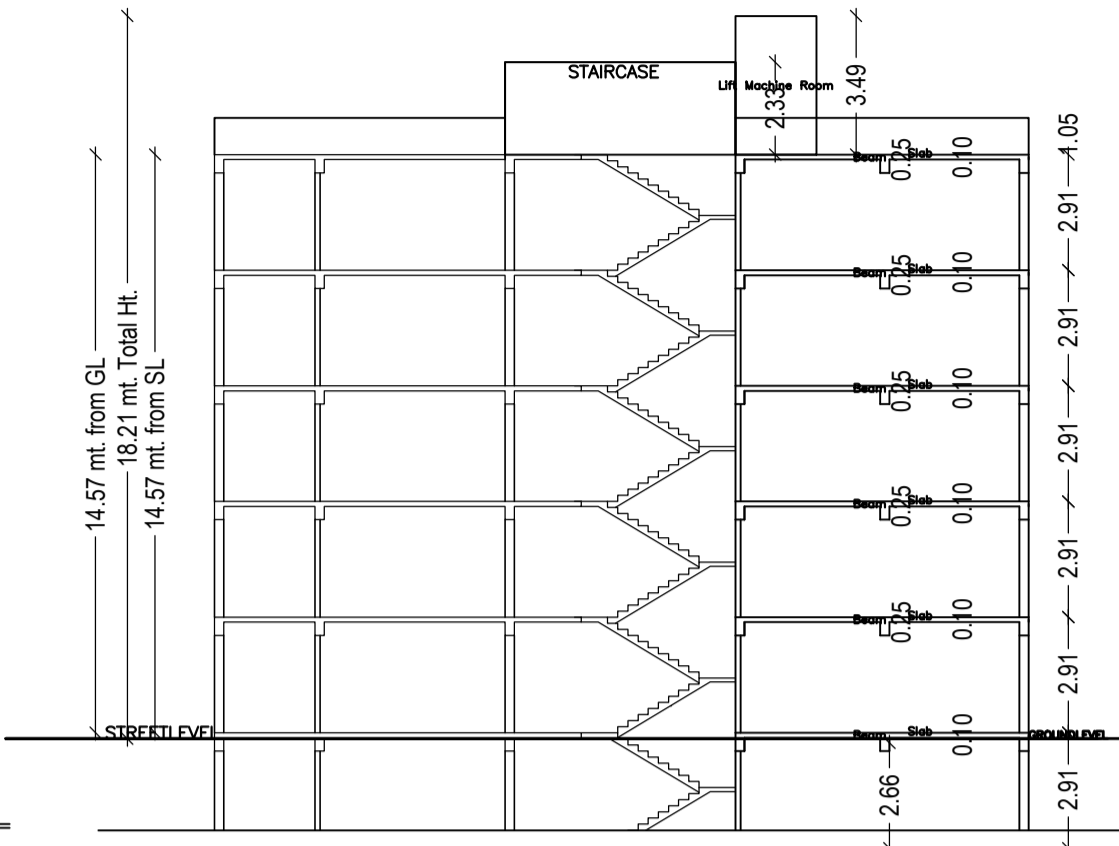 STAIRCASE
Lift Machine Room
2.33
3.49
1.05
Beam 0.25 Slab 0.10
2.91
Beam 0.25 Slab 0.10
2.91
Beam 0.25 Slab 0.10
2.91
Beam 0.25 Slab 0.10
2.91
Beam 0.25 Slab 0.10
2.91
14.57 mt. from GL
18.21 mt. Total Ht.
14.57 mt. from SL
STREETLEVEL
Beam Slab 0.10
GROUNDLEVEL
2.66
2.91